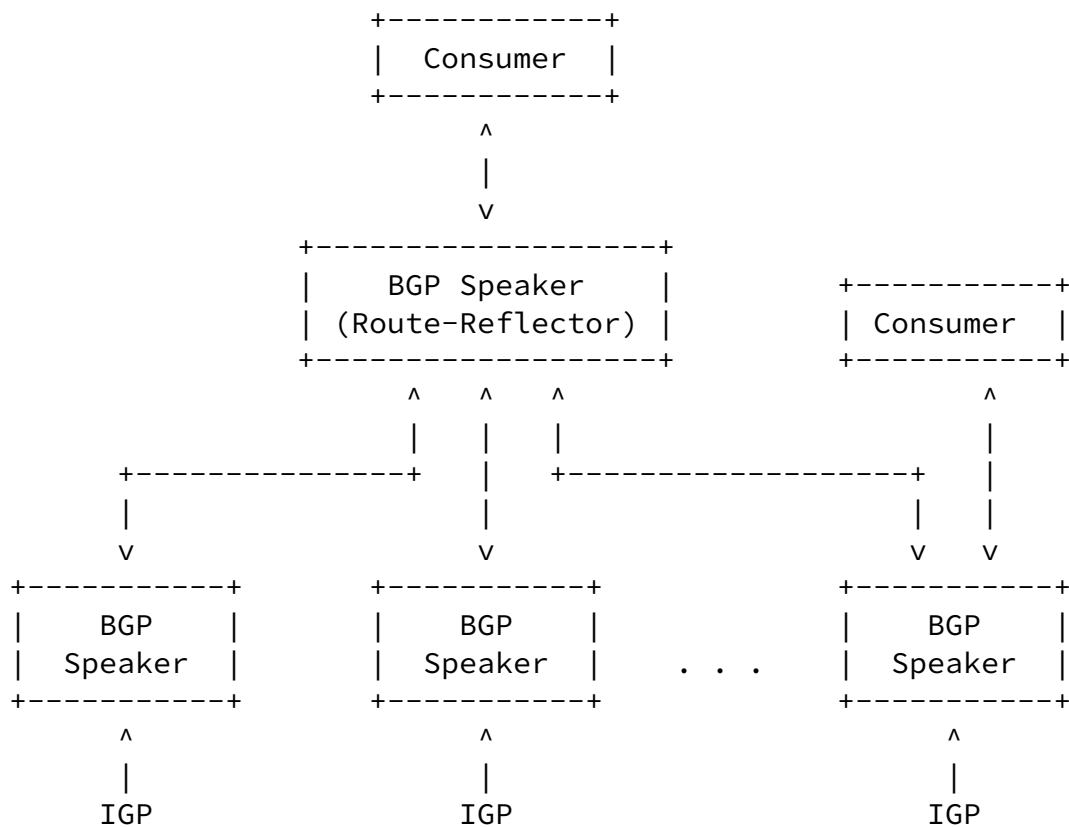 Consumer
BGP Speaker
(Route-Reflector)
Consumer
BGP Speaker
BGP Speaker
. . .
BGP Speaker
IGP
IGP
IGP